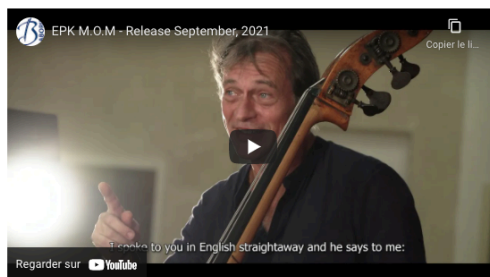 EPK M.O.M - Release September, 2021
Copier le li...
I spoke to you in English straightaway and he says to me:
Regarder sur YouTube